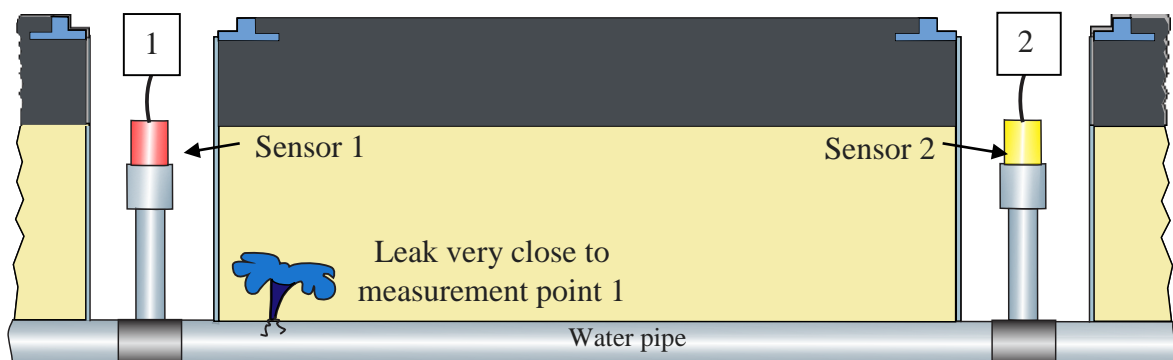 1
2
Sensor 1
Sensor 2
Leak very close to
measurement point 1
Water pipe